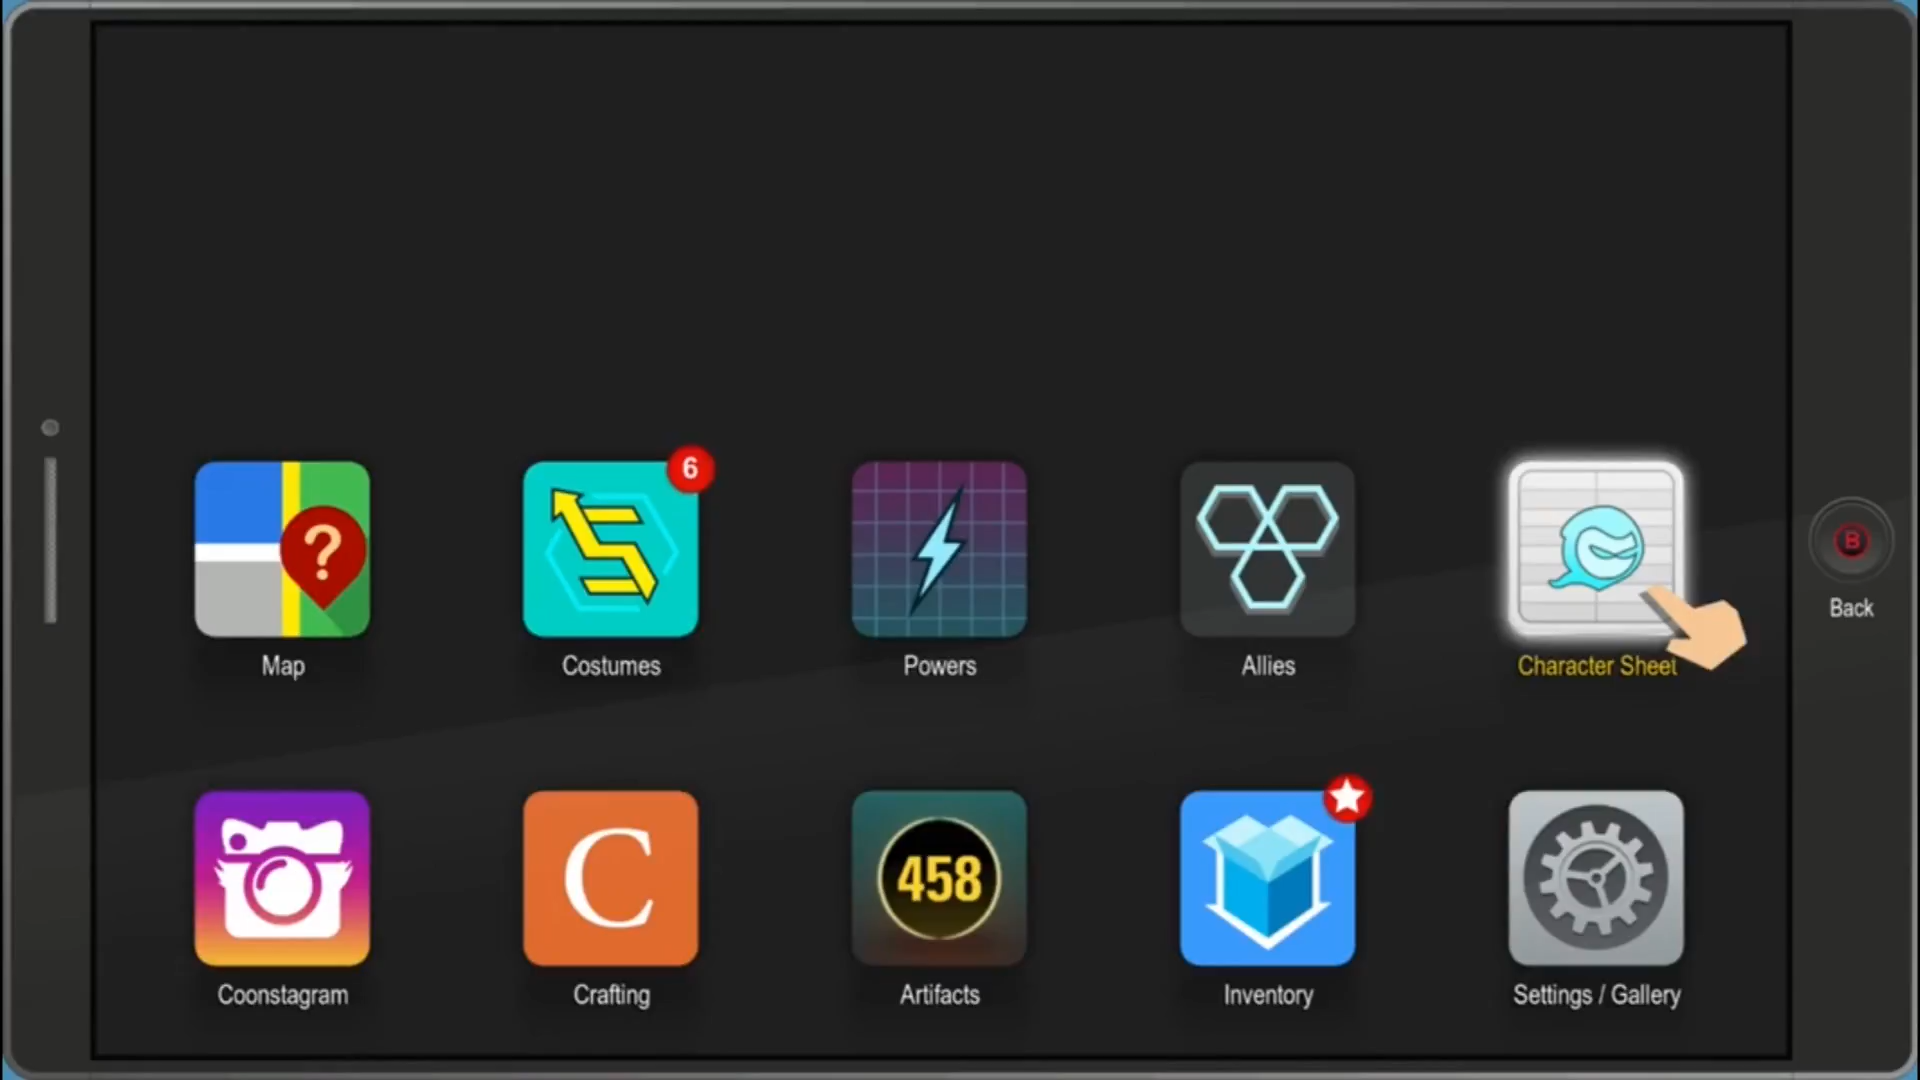 6
?
Map
Costumes
Powers
Allies
Character Sheet
B
Back
C
458
Coonstagram
Crafting
Artifacts
Inventory
Settings / Gallery